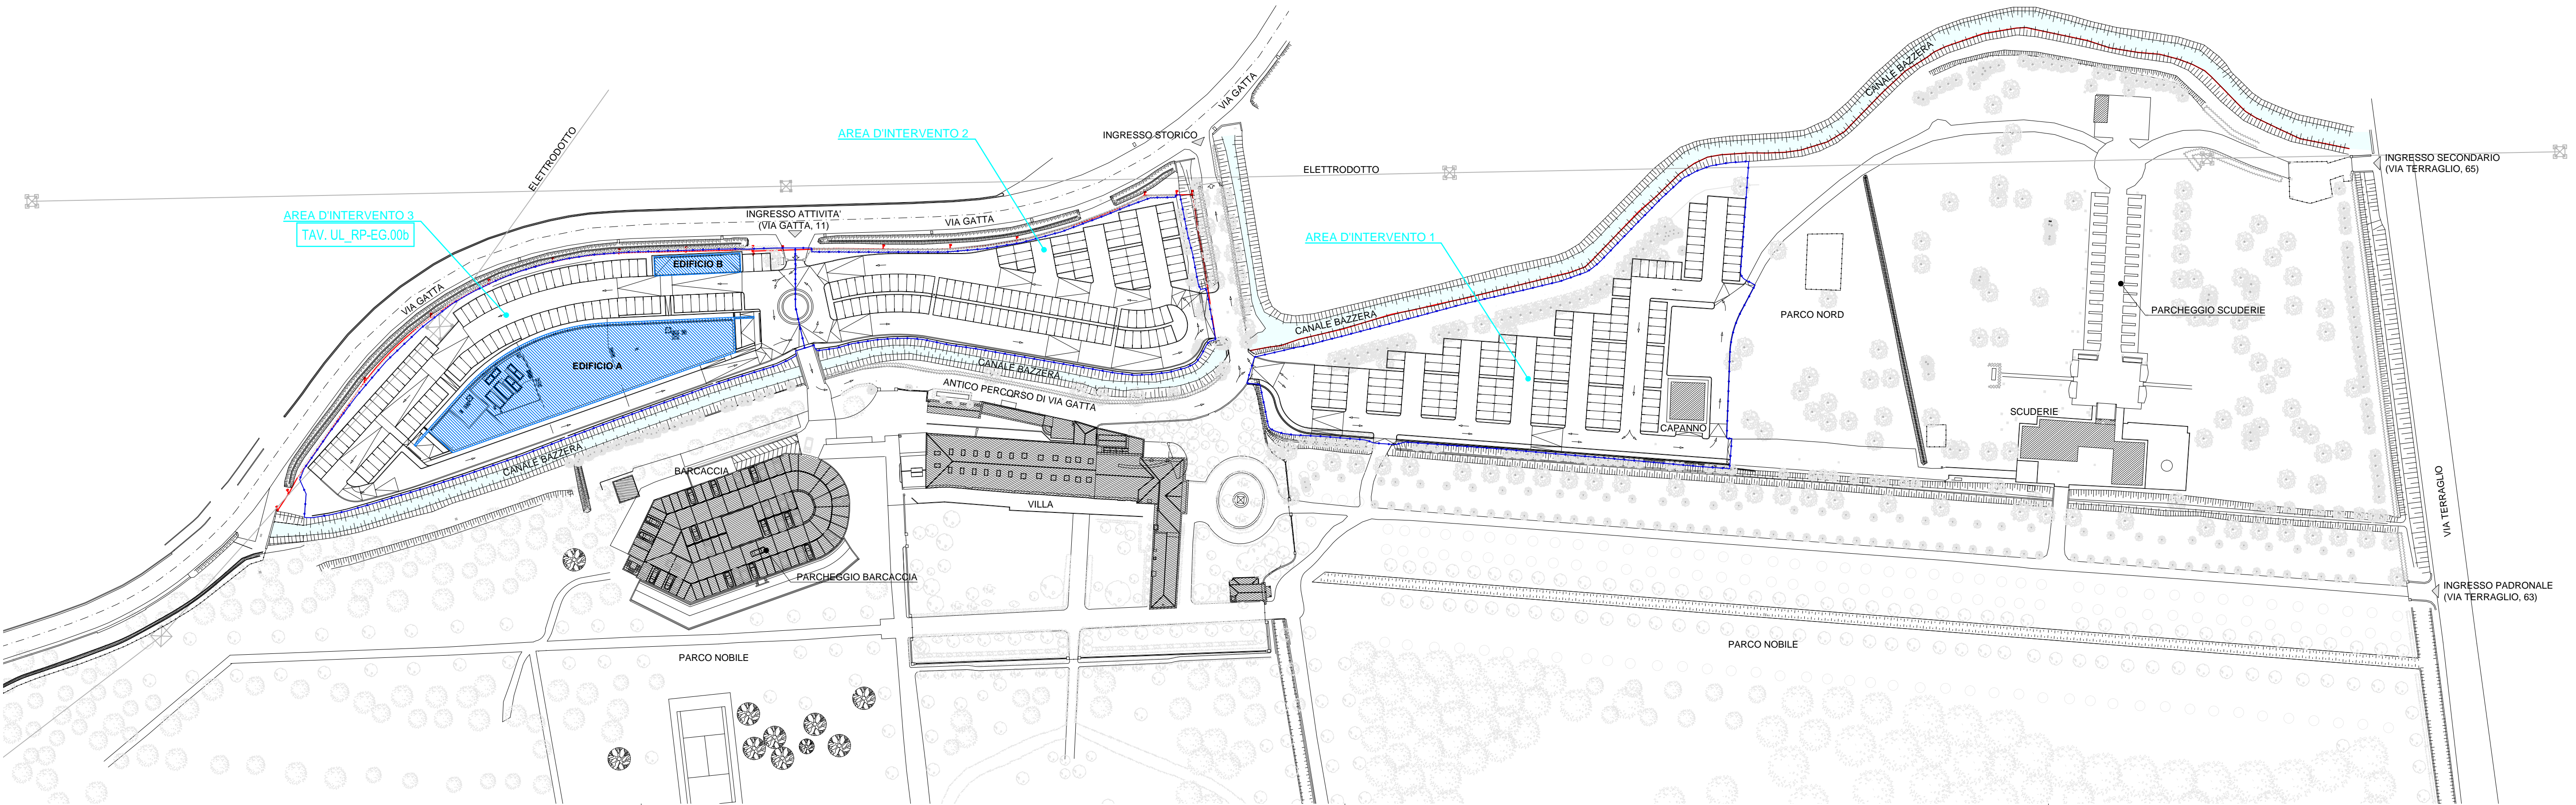 CANALE BAZZERA
VIA GATTA
ELETTRODOTTO
AREA D'INTERVENTO 2
INGRESSO STORICO
ELETTRODOTTO
INGRESSO SECONDARIO
(VIA TERRAGLIO, 65)
AREA D'INTERVENTO 3
TAV. UL_RP-EG.00b
INGRESSO ATTIVITA'
(VIA GATTA, 11)
VIA GATTA
AREA D'INTERVENTO 1
EDIFICIO B
VIA GATTA
CANALE BAZZERA
PARCO NORD
PARCHEGGIO SCUDERIE
EDIFICIO A
CANALE BAZZERA
ANTICO PERCORSO DI VIA GATTA
CAPANNO
SCUDERIE
CANALE BAZZERA
BARCACCIA
VILLA
VIA TERRAGLIO
PARCHEGGIO BARCACCIA
INGRESSO PADRONALE
(VIA TERRAGLIO, 63)
PARCO NOBILE
PARCO NOBILE